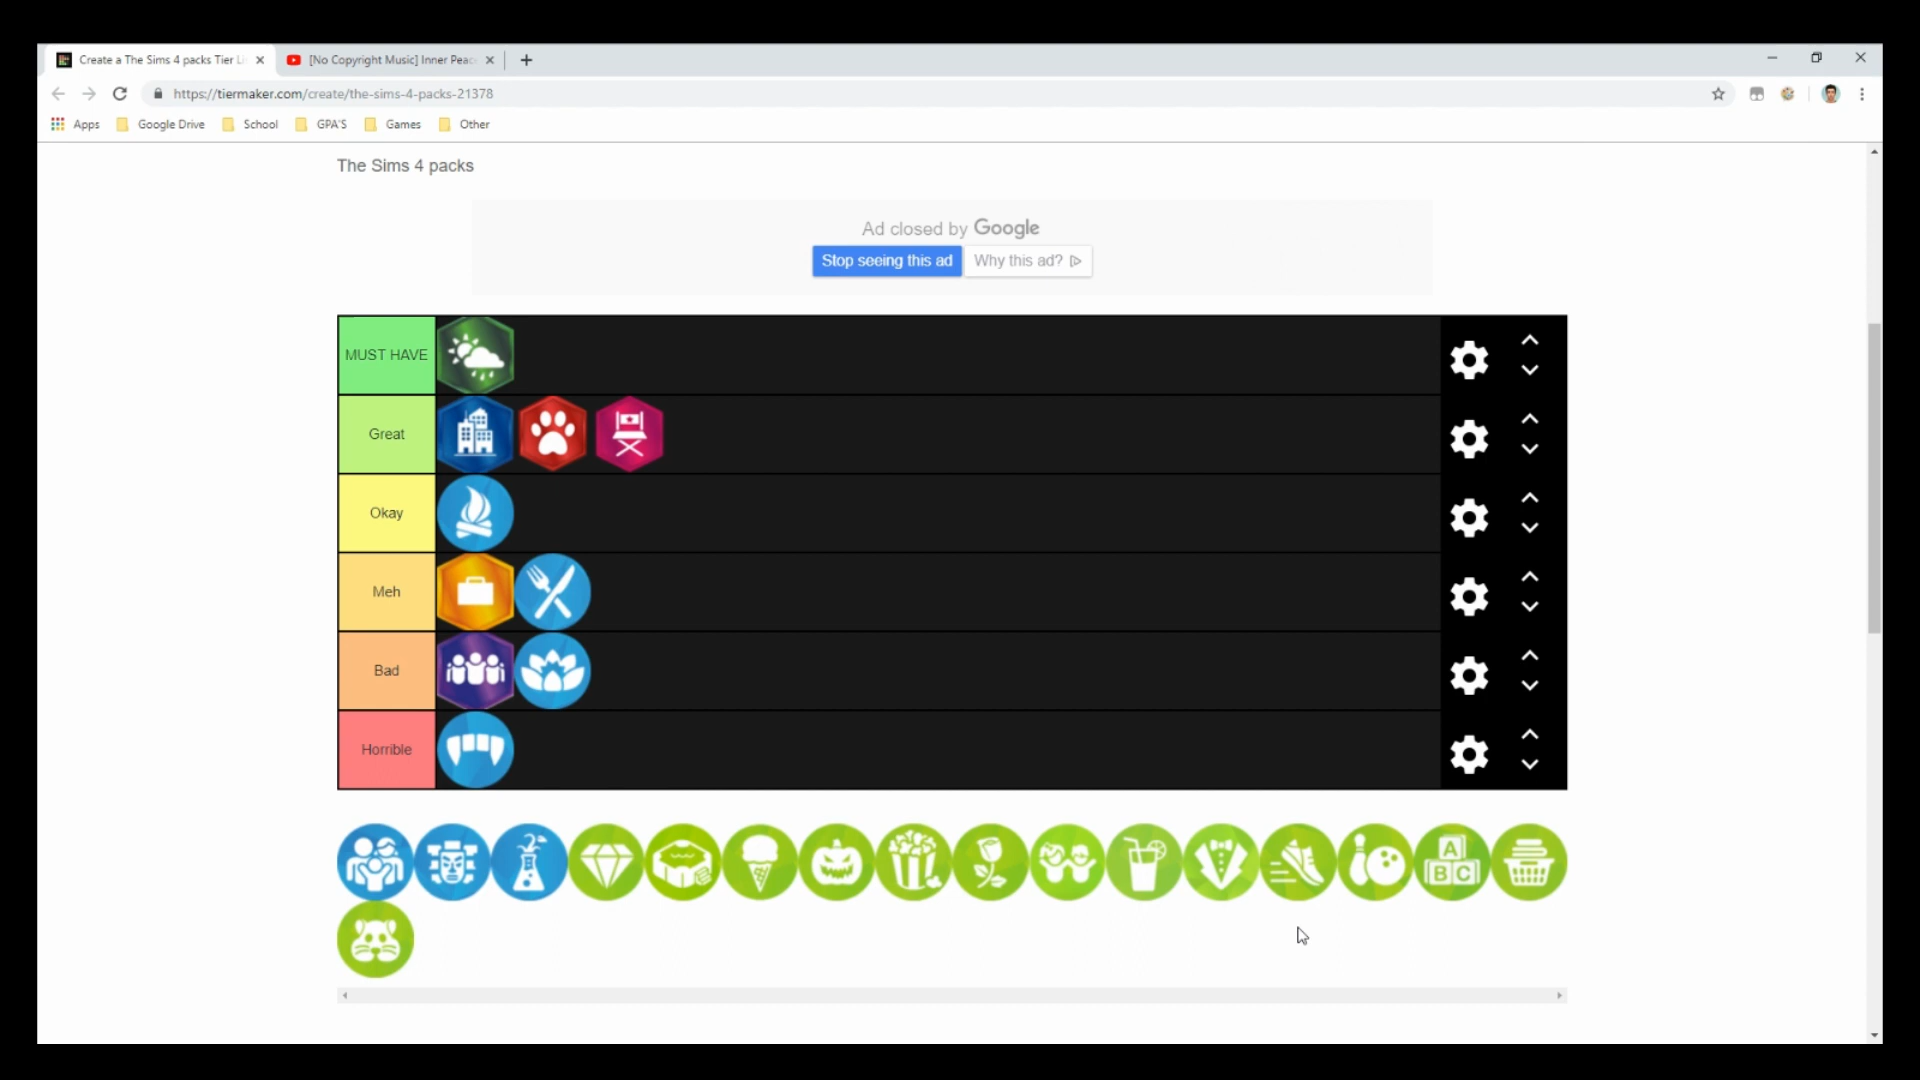 Create a The Sims 4 packs Tier Li
[No Copyright Music] Inner Peac
https://tiermaker.com/create/the-sims-4-packs-21378
Apps Google Drive School GPA'S Games Other
The Sims 4 packs
Ad closed by Google
Stop seeing this ad Why this ad?
MUST HAVE
Great
Okay
Meh
Bad
Horrible
A
B C